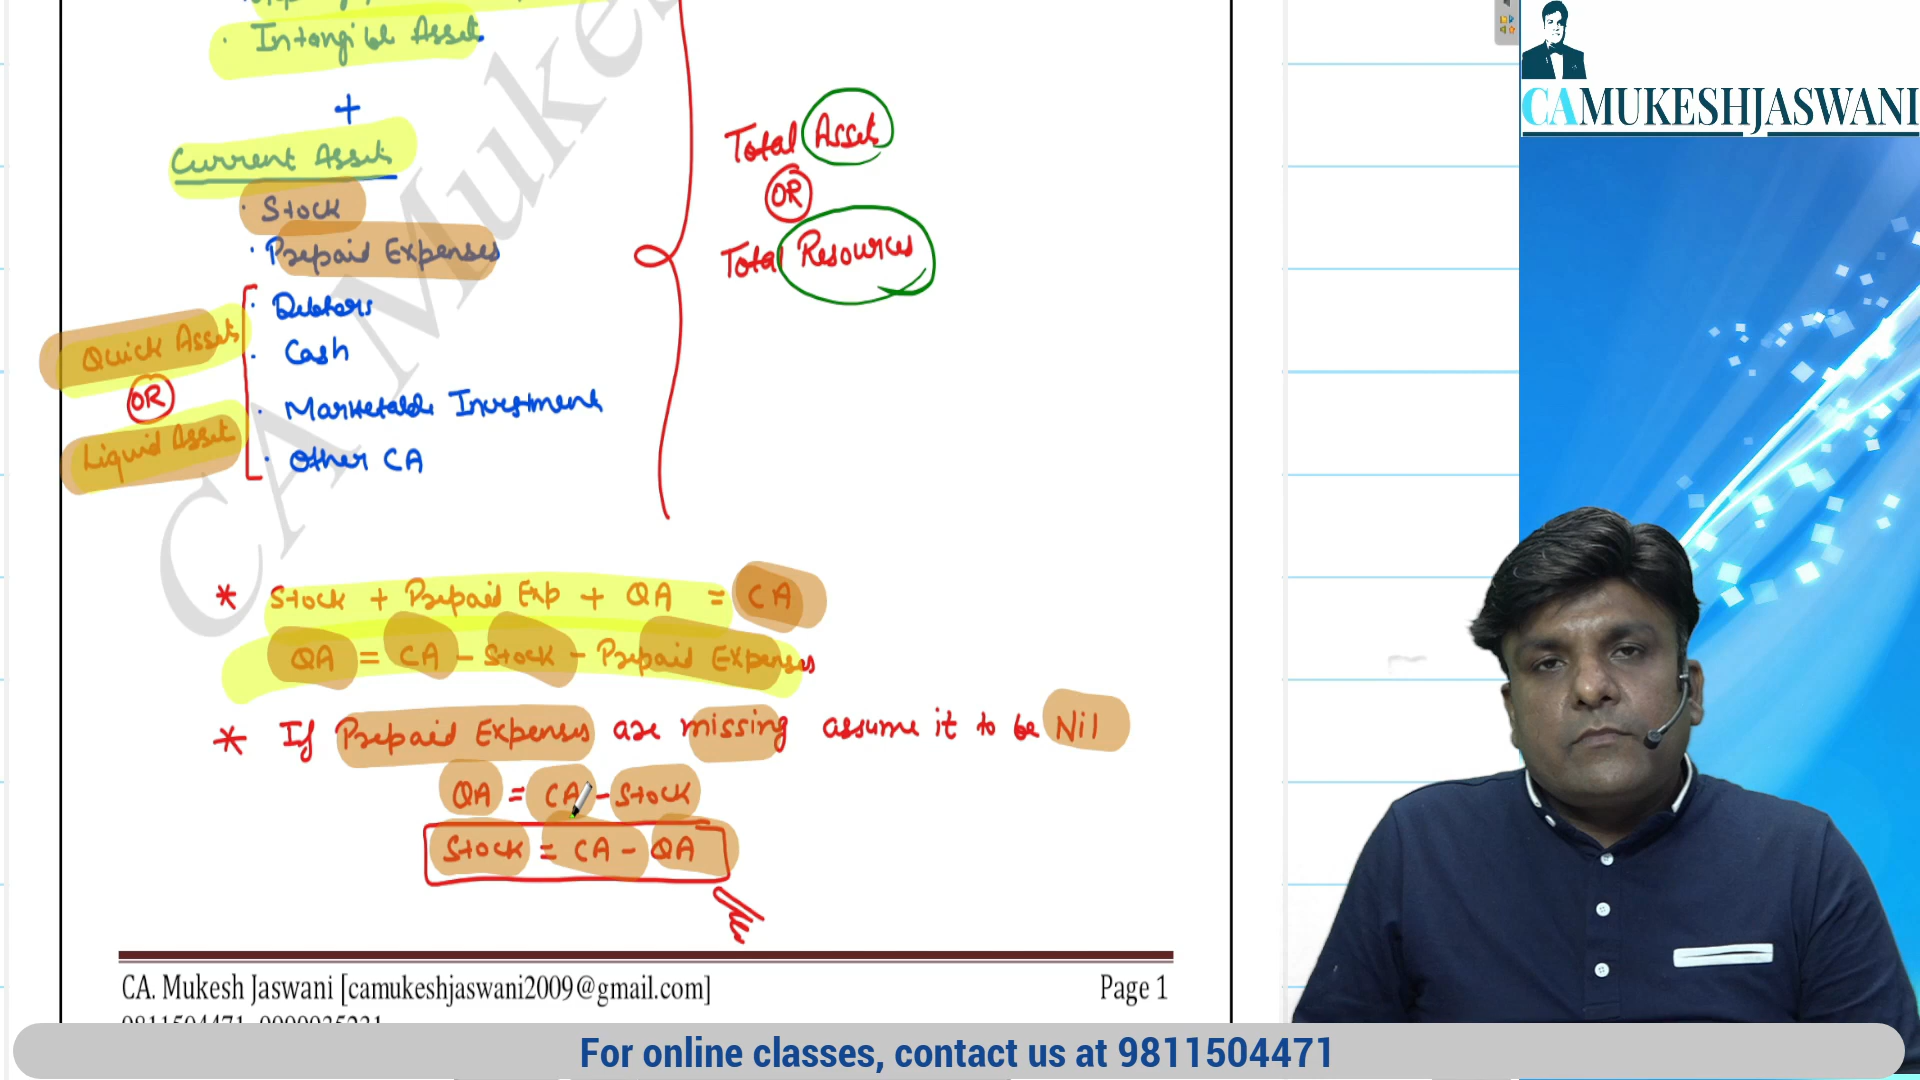 · Intangible Asset.
+
Current Asset
· Stock
· Prepaid Expenses
· Debtors
· Cash
· Marketable Investment
· Other CA
Quick Asset
OR
Liquid Asset
Total Asset
OR
Total Resources
* Stock + Prepaid Exp + QA = CA
QA = CA - Stock - Prepaid Expenses
* If Prepaid Expenses are missing assume it to be Nil
QA = CA - Stock
Stock = CA - QA
CA. Mukesh Jaswani [camukeshjaswani2009@gmail.com]
Page 1
CA Mukes
CAMUKESHJASWANI
For online classes, contact us at 9811504471